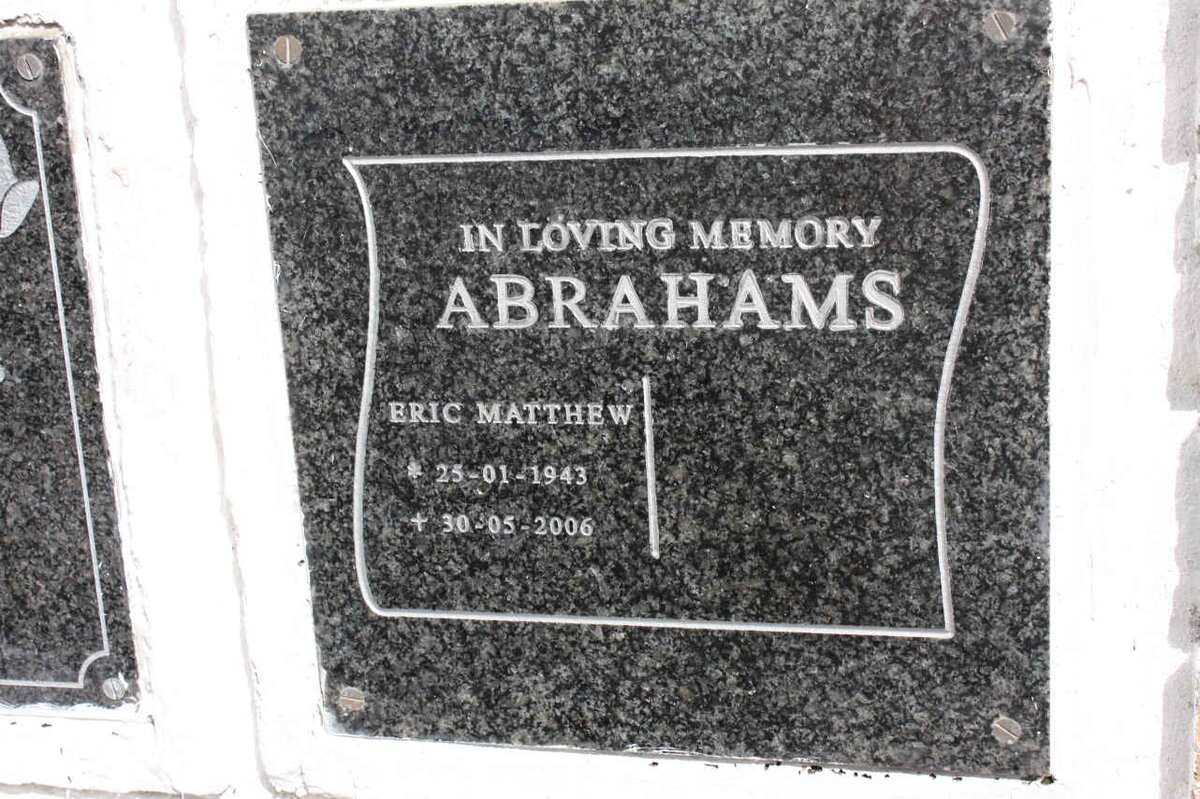 IN LOVING MEMORY
ABRAHAMS
ERIC MATTHEW
* 25-01-1943
† 30-05-2006